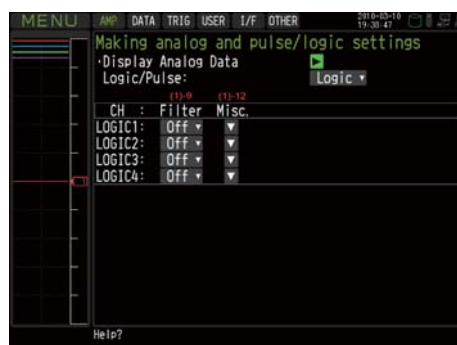 MENU AMP DATA TRIG USER I/F OTHER 2010-03-10
19:38:47
Making analog and pulse/logic settings
·Display Analog Data
Logic/Pulse: Logic
(1)-9 (1)-12
CH : Filter Misc.
LOGIC1: Off
LOGIC2: Off
LOGIC3: Off
LOGIC4: Off
Help?